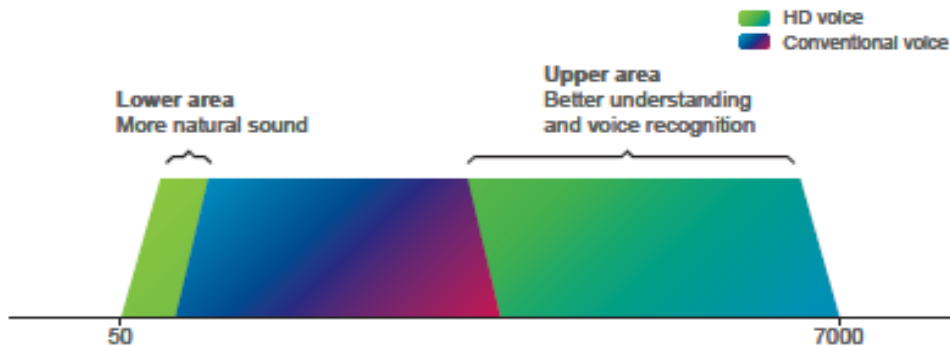 HD voice
Conventional voice
Upper area
Better understanding
and voice recognition
Lower area
More natural sound
50
7000